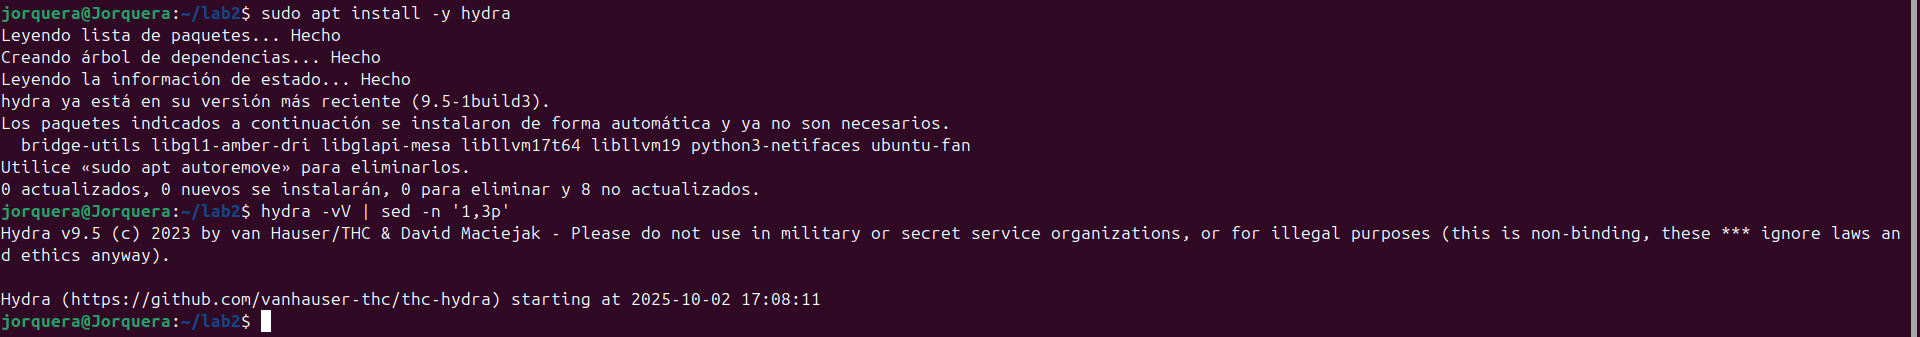 jorquera@Jorquera:~/lab2$ sudo apt install -y hydra
Leyendo lista de paquetes... Hecho
Creando árbol de dependencias... Hecho
Leyendo la información de estado... Hecho
hydra ya está en su versión más reciente (9.5-1build3).
Los paquetes indicados a continuación se instalaron de forma automática y ya no son necesarios.
  bridge-utils libgl1-amber-dri libglapi-mesa libllvm17t64 libllvm19 python3-netifaces ubuntu-fan
Utilice «sudo apt autoremove» para eliminarlos.
0 actualizados, 0 nuevos se instalarán, 0 para eliminar y 8 no actualizados.
jorquera@Jorquera:~/lab2$ hydra -vV | sed -n '1,3p'
Hydra v9.5 (c) 2023 by van Hauser/THC & David Maciejak - Please do not use in military or secret service organizations, or for illegal purposes (this is non-binding, these *** ignore laws an
d ethics anyway).

Hydra (https://github.com/vanhauser-thc/thc-hydra) starting at 2025-10-02 17:08:11
jorquera@Jorquera:~/lab2$